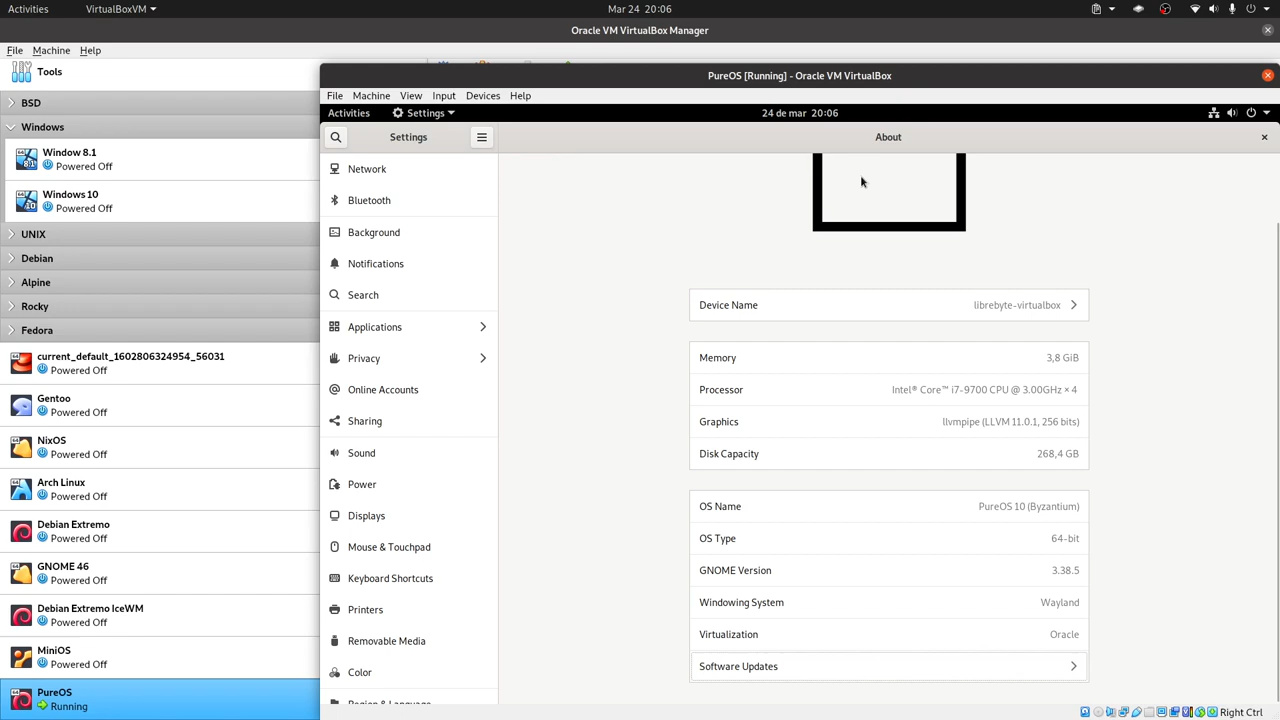 Activities
VirtualBoxVM
Mar 24 20:06
Oracle VM VirtualBox Manager
File Machine Help
Tools
BSD
Windows
Window 8.1
Powered Off
Windows 10
Powered Off
UNIX
Debian
Alpine
Rocky
Fedora
current_default_1602806324954_56031
Powered Off
Gentoo
Powered Off
NixOS
Powered Off
Arch Linux
Powered Off
Debian Extremo
Powered Off
GNOME 46
Powered Off
Debian Extremo IceWM
Powered Off
MiniOS
Powered Off
PureOS
Running
PureOS [Running] - Oracle VM VirtualBox
File Machine View Input Devices Help
Activities Settings 24 de mar 20:06
Settings
About
Network
Bluetooth
Background
Notifications
Search
Applications
Privacy
Online Accounts
Sharing
Sound
Power
Displays
Mouse & Touchpad
Keyboard Shortcuts
Printers
Removable Media
Color
Region & Language
Device Name librebyte-virtualbox
Memory 3,8 GiB
Processor Intel® Core™ i7-9700 CPU @ 3.00GHz × 4
Graphics llvmpipe (LLVM 11.0.1, 256 bits)
Disk Capacity 268,4 GB
OS Name PureOS 10 (Byzantium)
OS Type 64-bit
GNOME Version 3.38.5
Windowing System Wayland
Virtualization Oracle
Software Updates
Right Ctrl